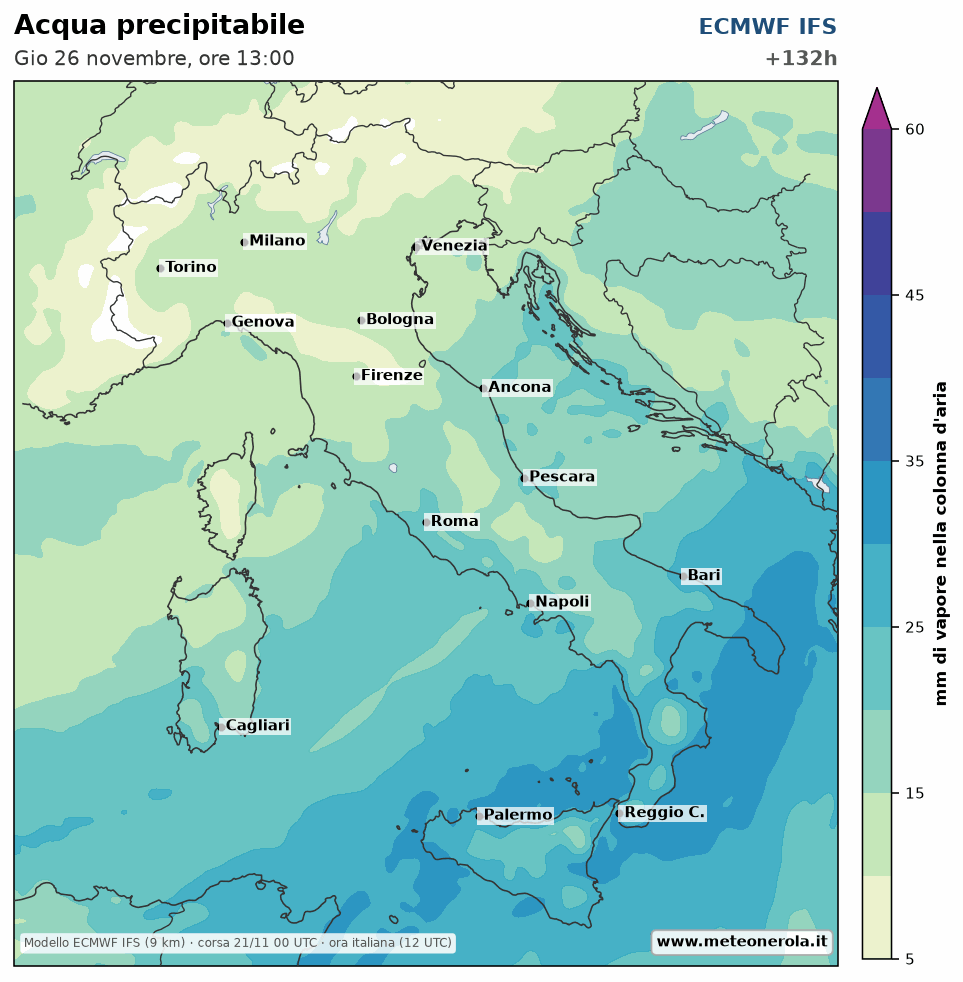 Acqua precipitabile
ECMWF IFS
Gio 26 novembre, ore 13:00
+132h
60
Milano
Venezia
Torino
45
Genova
Bologna
Firenze
Ancona
35
Pescara
Roma
Bari
Napoli
25
Cagliari
15
Palermo
Reggio C.
mm di vapore nella colonna d'aria
Modello ECMWF IFS (9 km) · corsa 21/11 00 UTC · ora italiana (12 UTC)
www.meteonerola.it
5